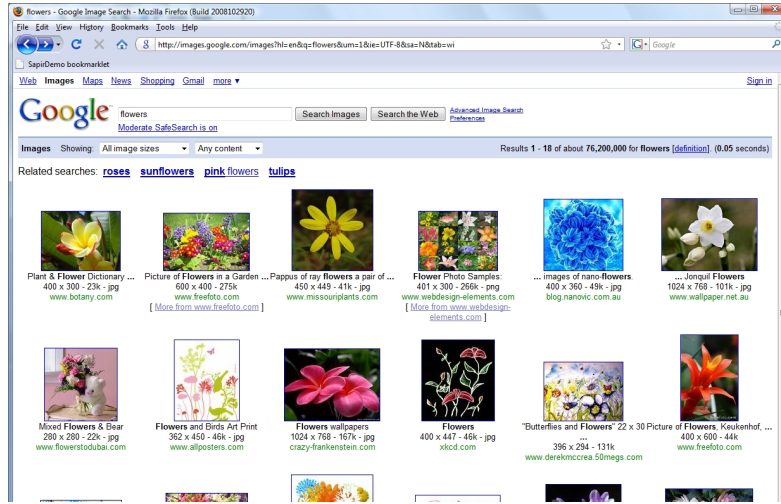 flowers - Google Image Search - Mozilla Firefox (Build 2008102920)
File Edit View History Bookmarks Tools Help
http://images.google.com/images?hl=en&q=flowers&um=1&ie=UTF-8&sa=N&tab=wi
Google
SapirDemo bookmarklet
Web Images Maps News Shopping Gmail more ▼ Sign in
Google flowers Search Images Search the Web Advanced Image Search
Preferences
Moderate SafeSearch is on
Images Showing: All image sizes Any content Results 1 - 18 of about 76,200,000 for flowers [definition]. (0.05 seconds)
Related searches: roses sunflowers pink flowers tulips
Plant & Flower Dictionary ...
400 x 300 - 23k - jpg
www.botany.com
Picture of Flowers in a Garden ...
600 x 400 - 275k
www.freefoto.com
[ More from www.freefoto.com ]
Pappus of ray flowers a pair of ...
450 x 449 - 41k - jpg
www.missouriplants.com
Flower Photo Samples:
401 x 300 - 266k - png
www.webdesign-elements.com
[ More from www.webdesign-
elements.com ]
... images of nano-flowers.
400 x 360 - 49k - jpg
blog.nanovic.com.au
... Jonquil Flowers
1024 x 768 - 101k - jpg
www.wallpaper.net.au
Mixed Flowers & Bear
280 x 280 - 22k - jpg
www.flowerstodubai.com
Flowers and Birds Art Print
362 x 450 - 46k - jpg
www.allposters.com
Flowers wallpapers
1024 x 768 - 167k - jpg
crazy-frankenstein.com
Flowers
400 x 447 - 46k - jpg
xkcd.com
"Butterflies and Flowers" 22 x 30
...
396 x 294 - 131k
www.derekmccrea.50megs.com
Picture of Flowers, Keukenhof, ...
400 x 600 - 44k
www.freefoto.com